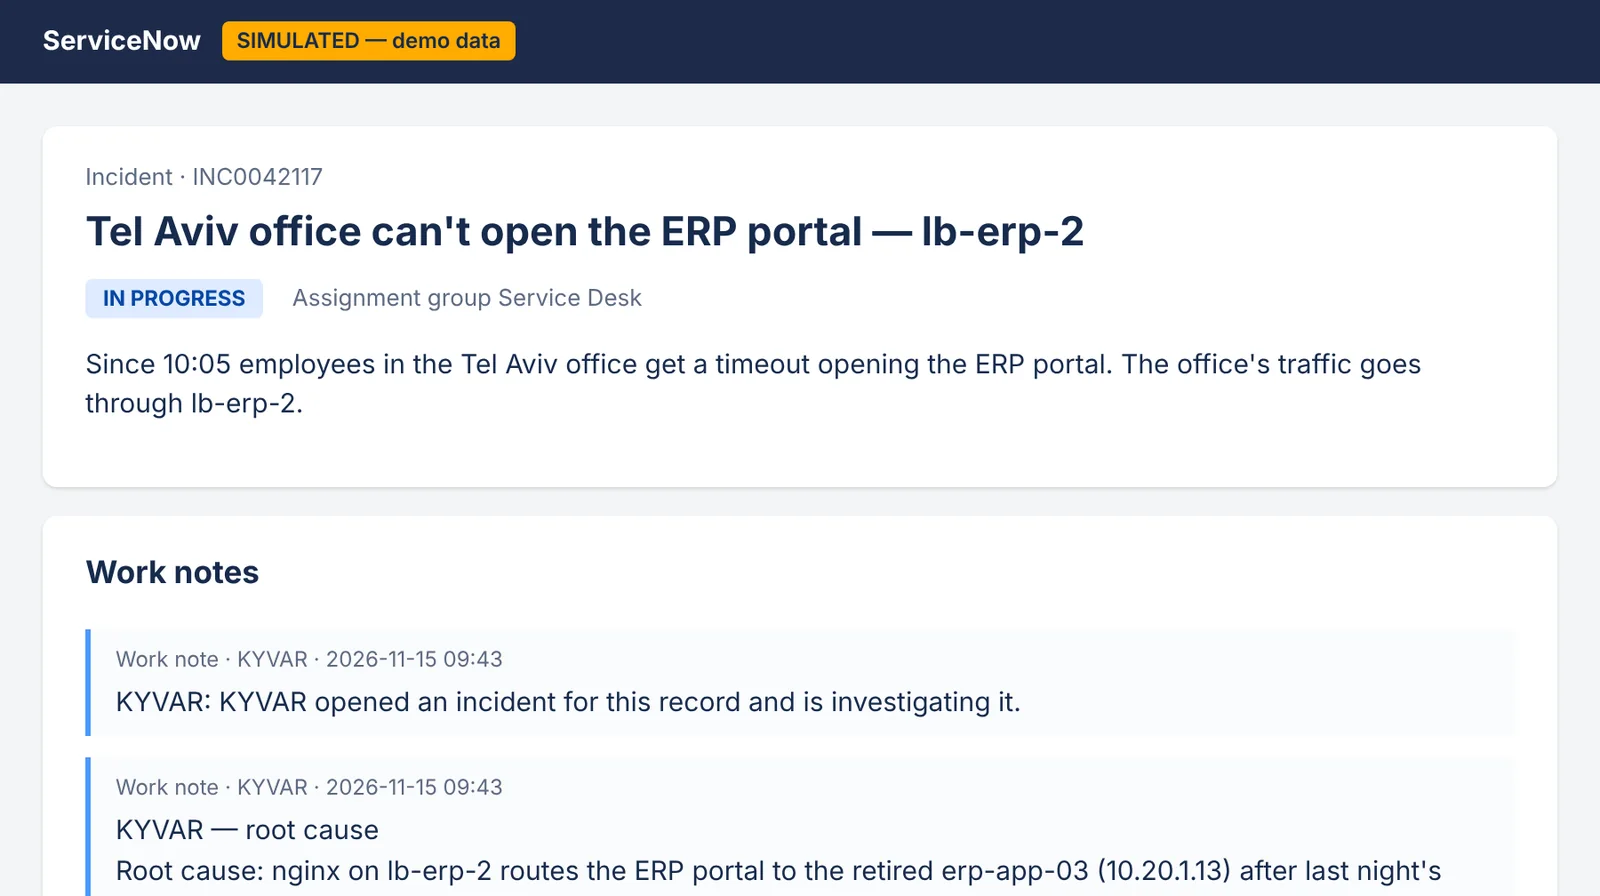 ServiceNow SIMULATED — demo data
Incident · INC0042117
Tel Aviv office can't open the ERP portal — lb-erp-2
IN PROGRESS Assignment group Service Desk
Since 10:05 employees in the Tel Aviv office get a timeout opening the ERP portal. The office's traffic goes
through lb-erp-2.
Work notes
Work note · KYVAR · 2026-11-15 09:43
KYVAR: KYVAR opened an incident for this record and is investigating it.
Work note · KYVAR · 2026-11-15 09:43
KYVAR — root cause
Root cause: nginx on lb-erp-2 routes the ERP portal to the retired erp-app-03 (10.20.1.13) after last night's